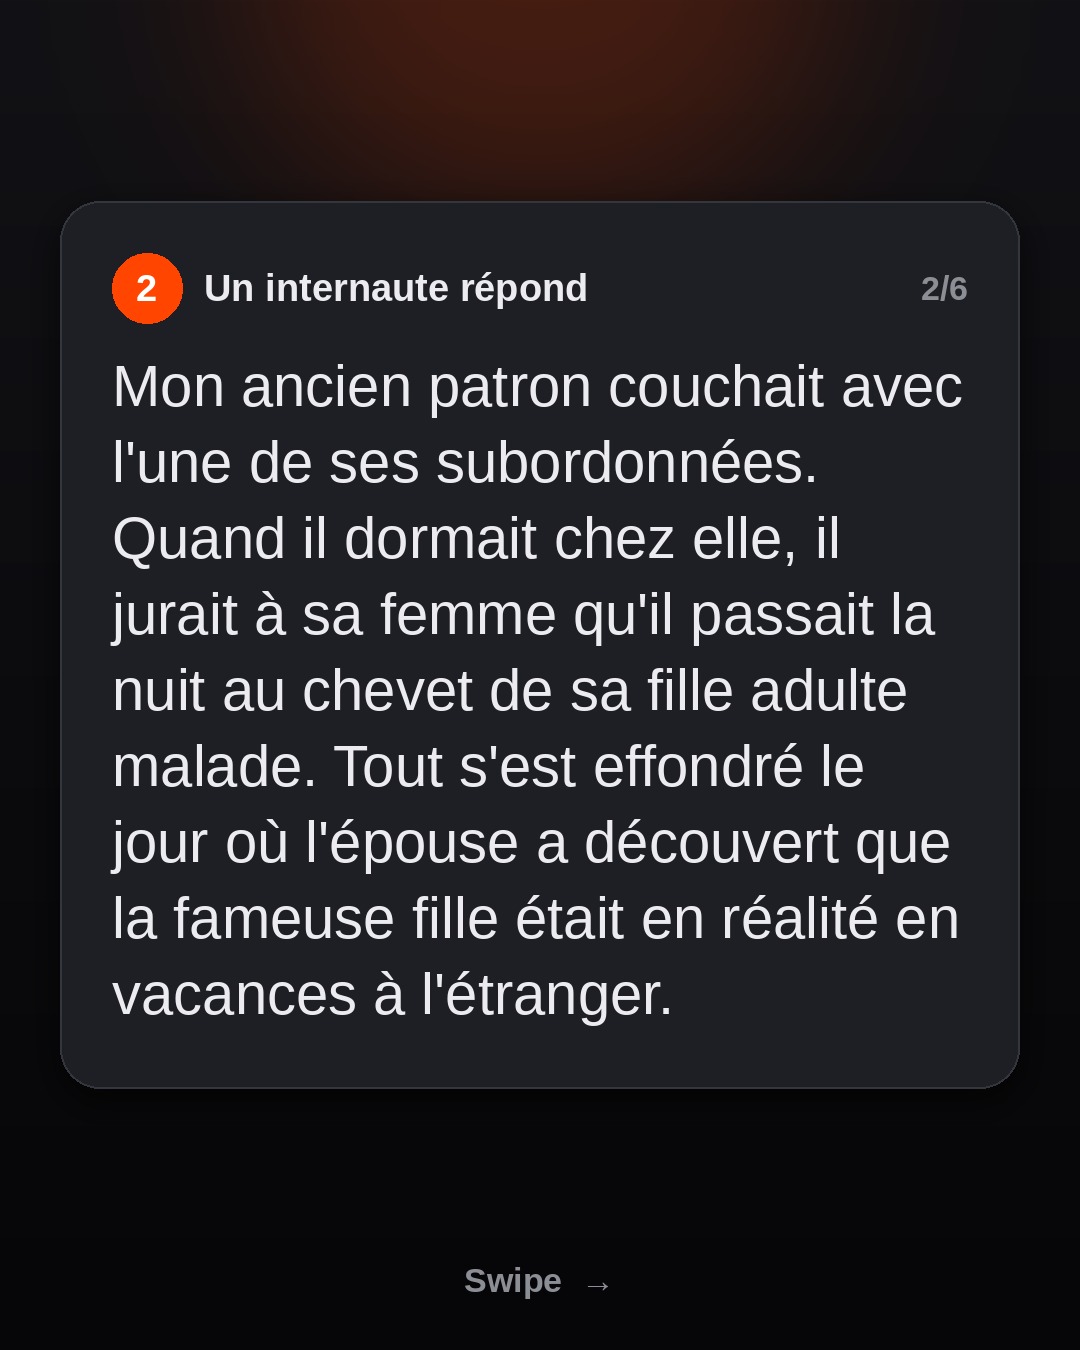 2 Un internaute répond 2/6
Mon ancien patron couchait avec
l'une de ses subordonnées.
Quand il dormait chez elle, il
jurait à sa femme qu'il passait la
nuit au chevet de sa fille adulte
malade. Tout s'est effondré le
jour où l'épouse a découvert que
la fameuse fille était en réalité en
vacances à l'étranger.
Swipe →